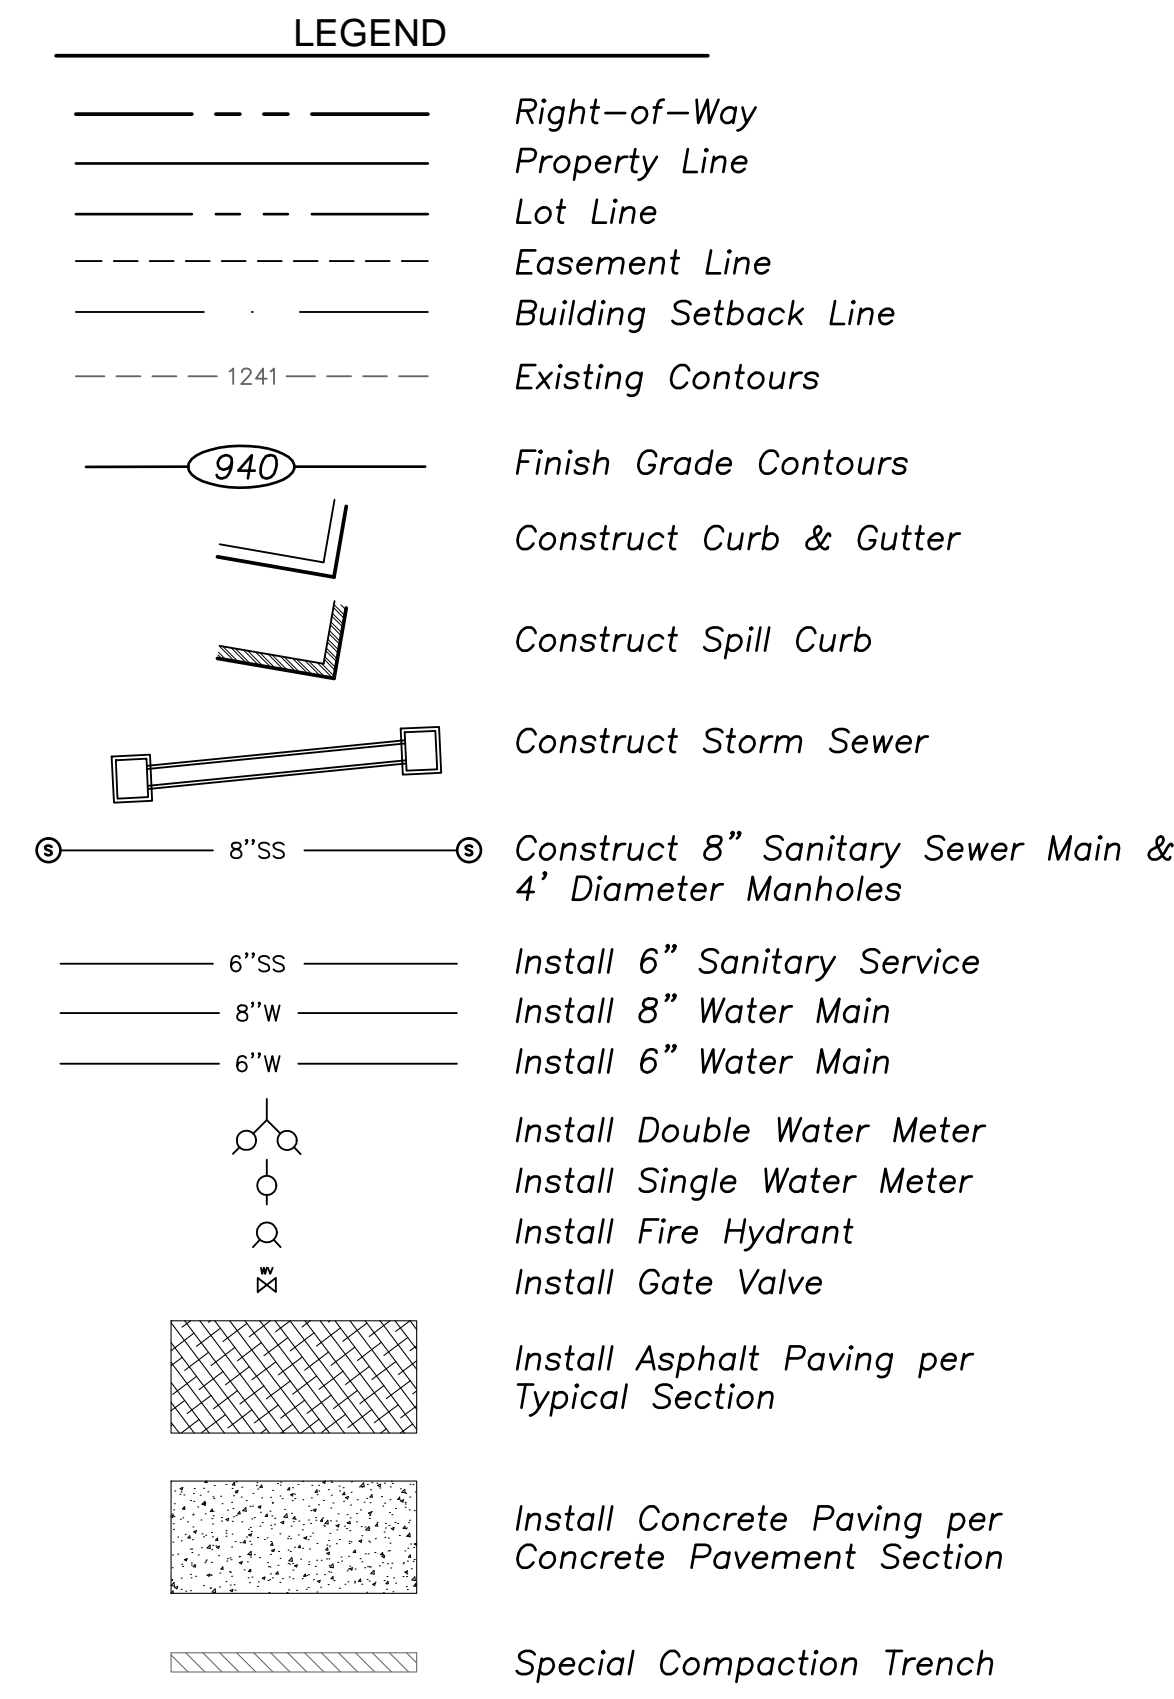 LEGEND
Right-of-Way
Property Line
Lot Line
Easement Line
Building Setback Line
1241 Existing Contours
940 Finish Grade Contours
Construct Curb & Gutter
Construct Spill Curb
Construct Storm Sewer
S 8''SS S Construct 8" Sanitary Sewer Main &
4' Diameter Manholes
6''SS Install 6" Sanitary Service
8''W Install 8" Water Main
6''W Install 6" Water Main
Install Double Water Meter
Install Single Water Meter
Install Fire Hydrant
WV Install Gate Valve
Install Asphalt Paving per
Typical Section
Install Concrete Paving per
Concrete Pavement Section
Special Compaction Trench